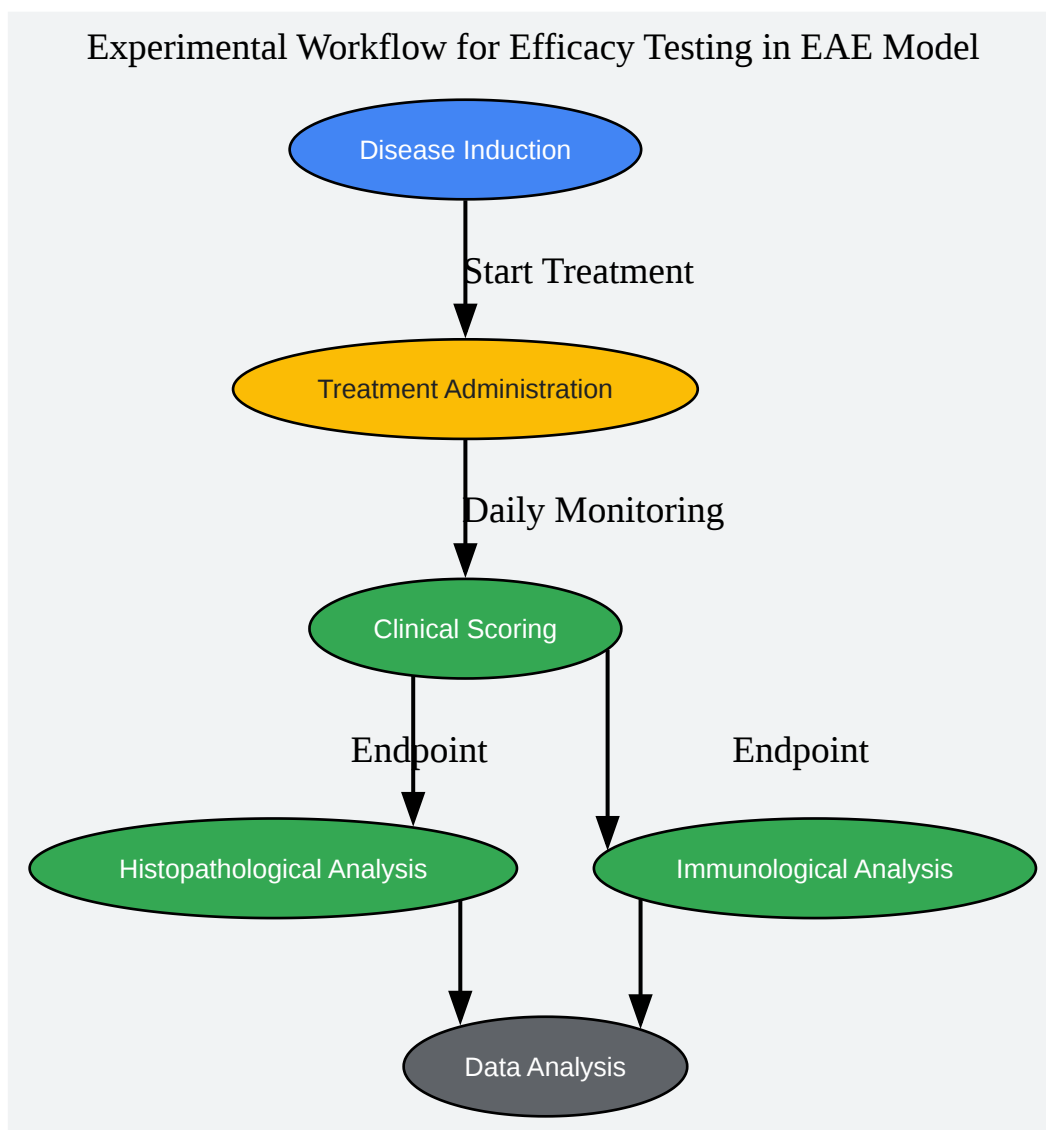 Experimental Workflow for Efficacy Testing in EAE Model
Disease Induction
Start Treatment
Treatment Administration
Daily Monitoring
Clinical Scoring
Endpoint
Endpoint
Histopathological Analysis
Immunological Analysis
Data Analysis